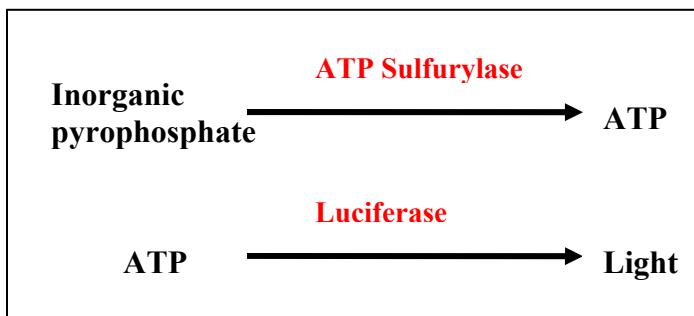 ATP Sulfurylase
Inorganic
pyrophosphate
ATP
Luciferase
ATP
Light